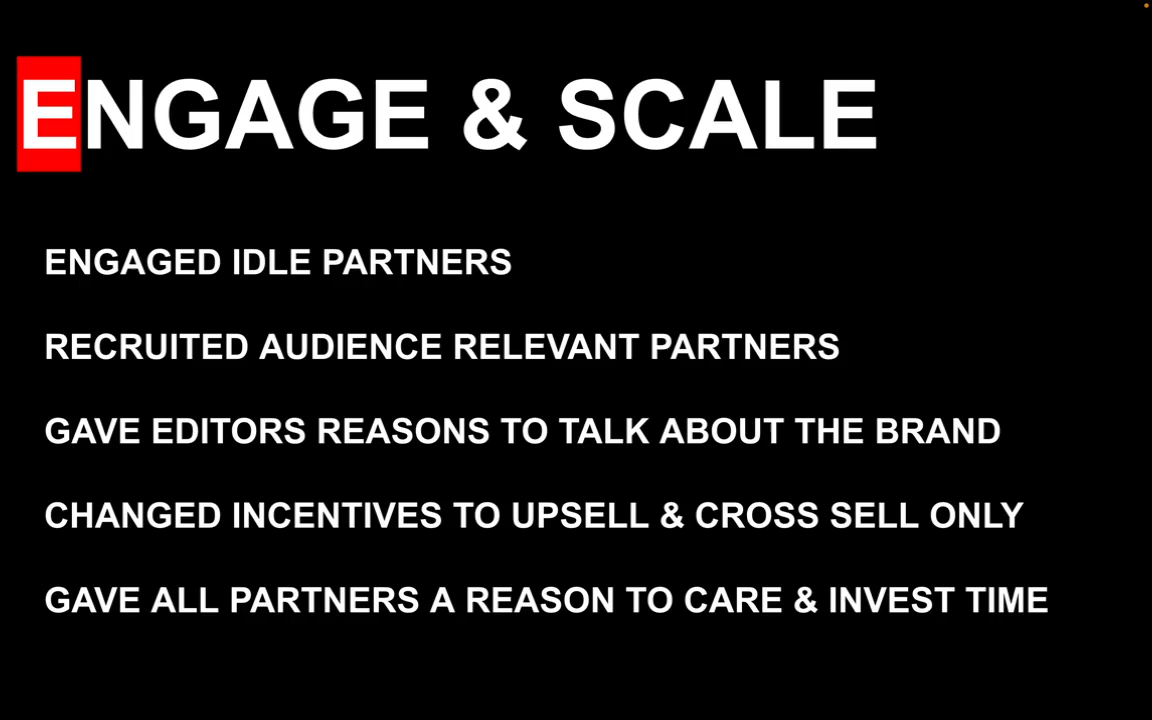 ENGAGE & SCALE
ENGAGED IDLE PARTNERS
RECRUITED AUDIENCE RELEVANT PARTNERS
GAVE EDITORS REASONS TO TALK ABOUT THE BRAND
CHANGED INCENTIVES TO UPSELL & CROSS SELL ONLY
GAVE ALL PARTNERS A REASON TO CARE & INVEST TIME